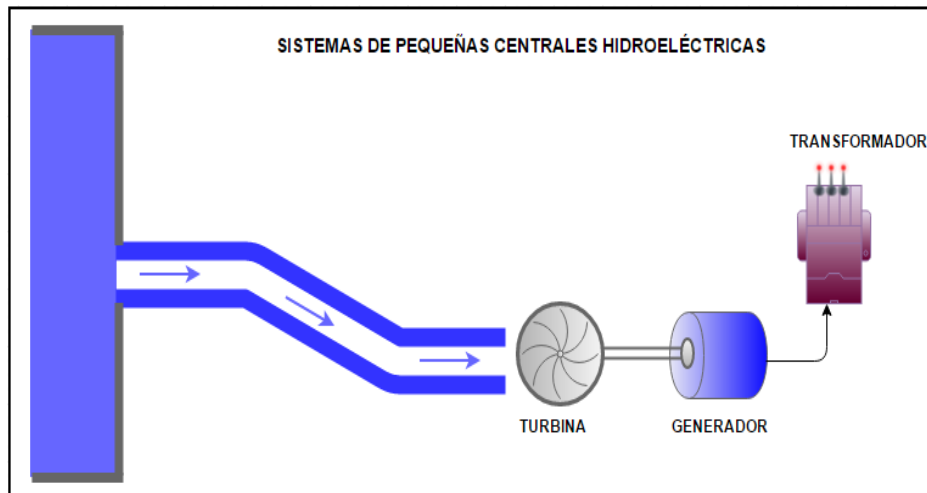 SISTEMAS DE PEQUEÑAS CENTRALES HIDROELÉCTRICAS
TRANSFORMADOR
TURBINA
GENERADOR